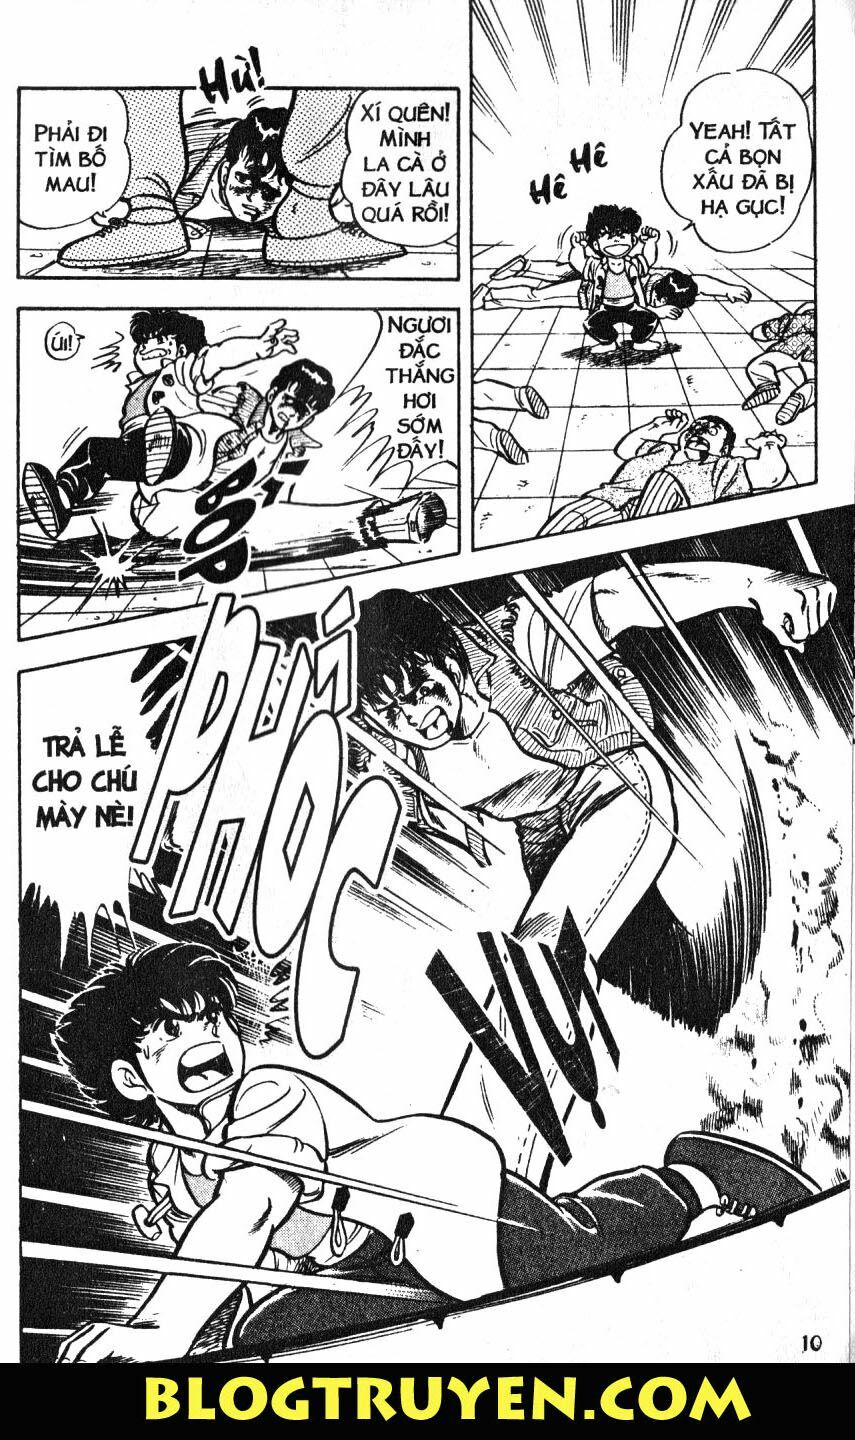 YEAH! TẤT
CẢ BỌN
XẤU ĐÃ BỊ
HẠ GỤC!
HÊ
HÊ
XÍ QUÊN!
MÌNH
LA CÀ Ở
ĐÂY LÂU
QUÁ RỒI!
HỪ!
PHẢI ĐI
TÌM BỐ
MAU!
NGƯƠI
ĐẮC
THẮNG
HƠI
SỚM
ĐẤY!
ÚI!
BỐP
TRẢ LỄ
CHO CHÚ
MÀY NÈ!
PHỐC
VỤT
10
BLOGTRUYEN.COM